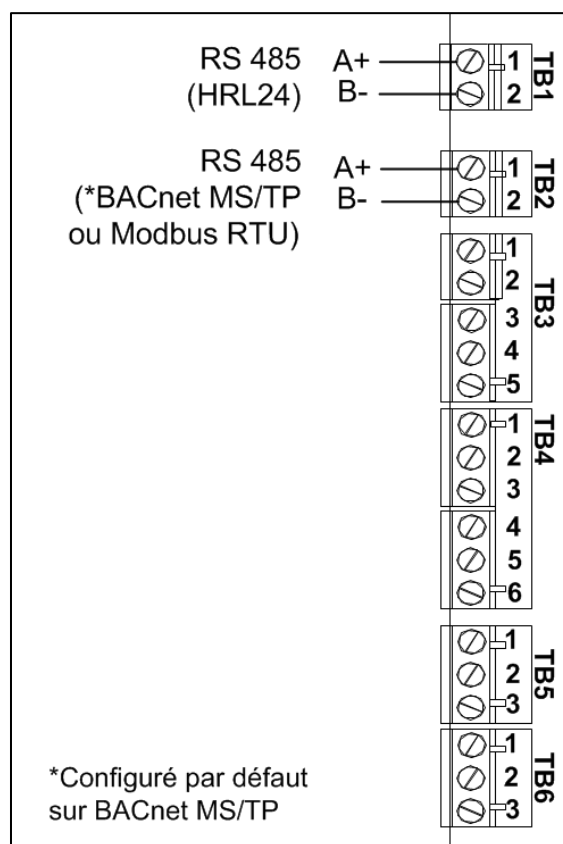 RS 485 A+ 1 TB1
(HRL24) B- 2
RS 485 A+ 1 TB2
(*BACnet MS/TP B- 2
ou Modbus RTU)
1
2
TB3
3
4
5
1
TB4
2
3
4
5
6
1
TB5
2
3
1
TB6
2
3
*Configuré par défaut
sur BACnet MS/TP